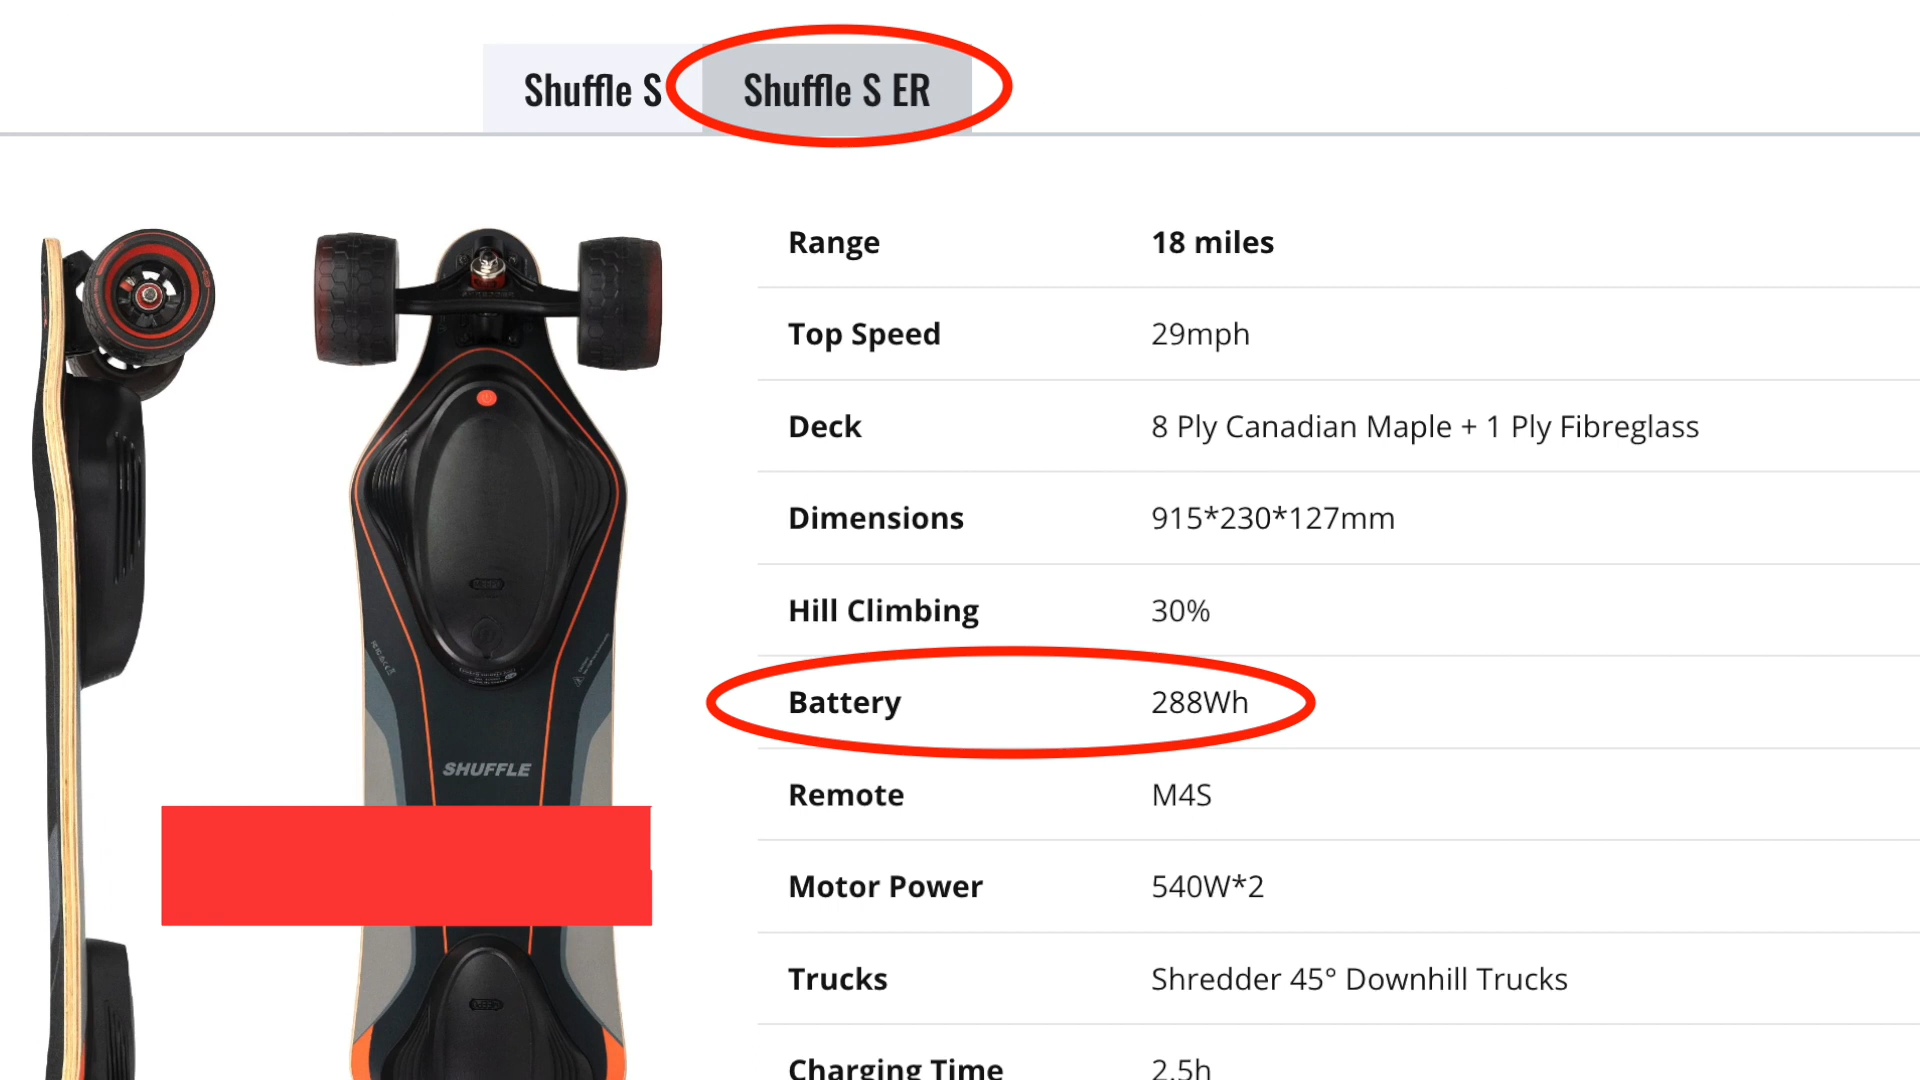 Shuffle S
Shuffle S ER
Range 18 miles
Top Speed 29mph
Deck 8 Ply Canadian Maple + 1 Ply Fibreglass
Dimensions 915*230*127mm
Hill Climbing 30%
Battery 288Wh
SHUFFLE
Remote M4S
Motor Power 540W*2
Trucks Shredder 45° Downhill Trucks
Charging Time 2.5h